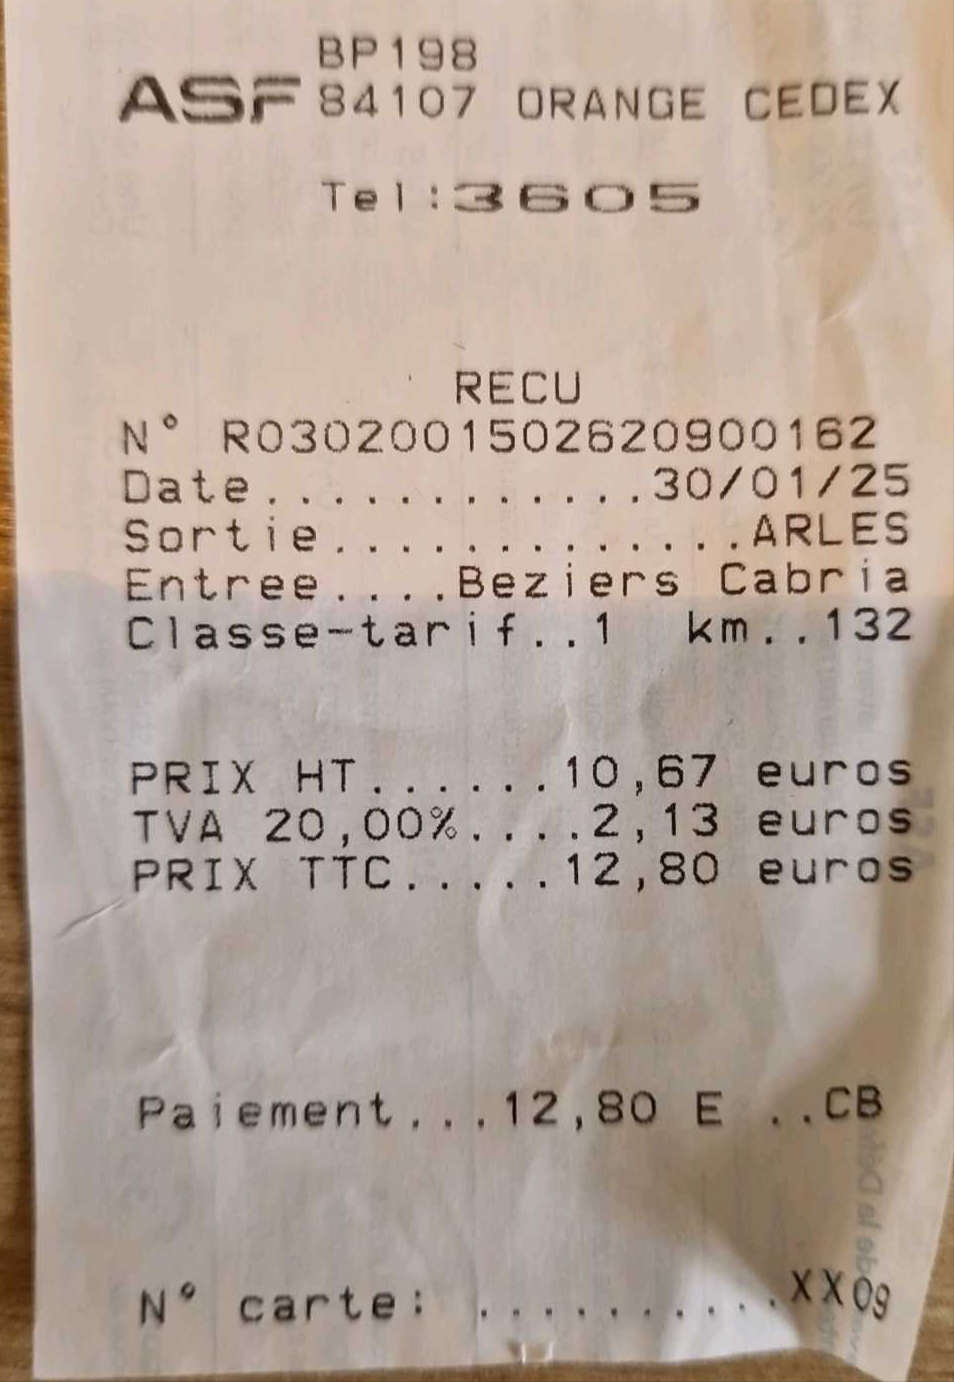 BP198
ASF 84107 ORANGE CEDEX
Tel:3605
RECU
N° R03020015026209001​62
Date............30/01/25
Sortie.............ARLES
Entree....Beziers Cabria
Classe-tarif..1 km..132
PRIX HT......10,67 euros
TVA 20,00%....2,13 euros
PRIX TTC.....12,80 euros
Paiement...12,80 E ..CB
N° carte: ..........XX09